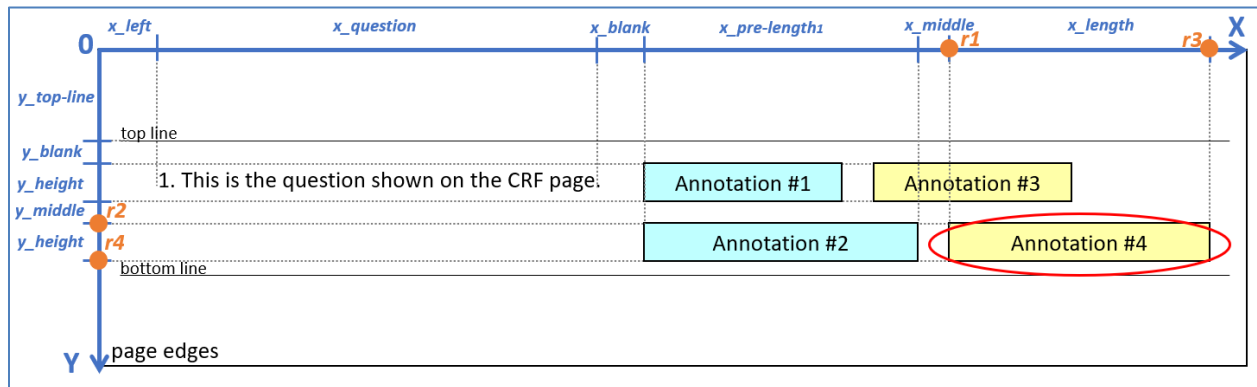 x_left x_question x_blank x_pre-length1 x_middle x_length
0 r1 r3 X
y_top-line
top line
y_blank
y_height 1. This is the question shown on the CRF page. Annotation #1 Annotation #3
y_middle r2
y_height r4 Annotation #2 Annotation #4
bottom line
Y page edges